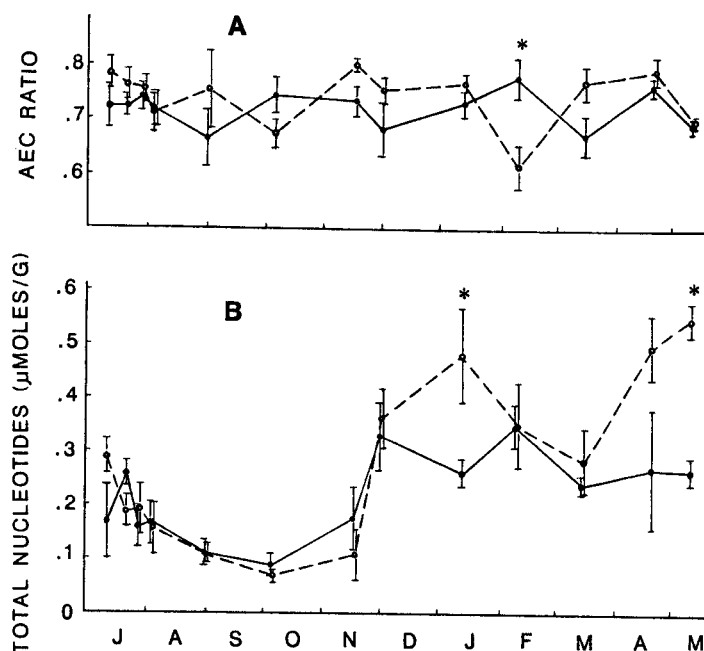 A
*
.8
.7
.6
AEC RATIO
B
*
*
.6
.5
.4
.3
.2
.1
0
TOTAL NUCLEOTIDES (μMOLES/G)
J A S O N D J F M A M